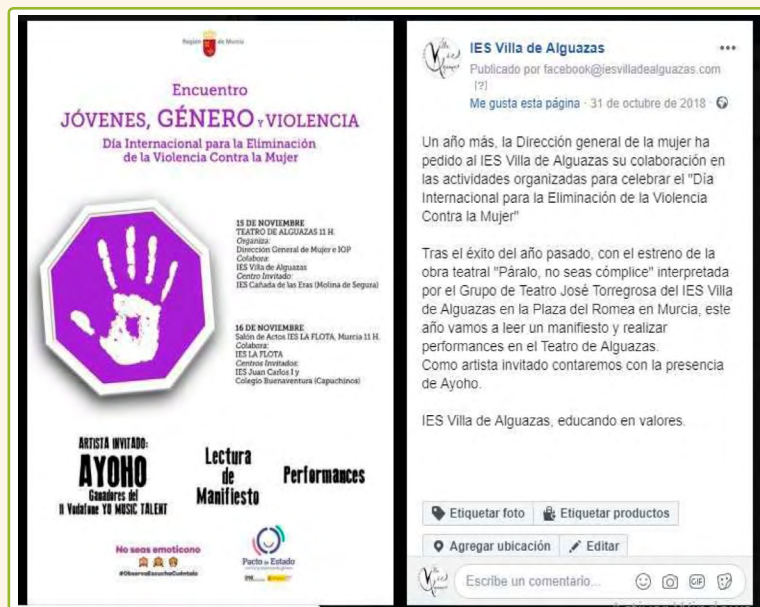 Región de Murcia
Encuentro
JÓVENES, GÉNERO Y VIOLENCIA
Día Internacional para la Eliminación
de la Violencia Contra la Mujer
15 DE NOVIEMBRE
TEATRO DE ALGUAZAS 11 H.
Organiza:
Dirección General de Mujer e IOP
Colabora:
IES Villa de Alguazas
Centro Invitado:
IES Cañada de las Eras (Molina de Segura)
16 DE NOVIEMBRE
Salón de Actos IES LA FLOTA, Murcia 11 H.
Colabora:
IES LA FLOTA
Centros Invitados:
IES Juan Carlos I y
Colegio Buenaventura (Capuchinos)
ARTISTA INVITADO:
AYOHO
Ganadores del
II Vodafone YO MUSIC TALENT
Lectura
de
Manifiesto
Performances
No seas emoticono
#ObservaEscuchaCuéntalo
Pacto de Estado
IES Villa de Alguazas
Publicado por facebook@iesvilladealguazas.com
[?]
Me gusta esta página · 31 de octubre de 2018 ·
Un año más, la Dirección general de la mujer ha
pedido al IES Villa de Alguazas su colaboración en
las actividades organizadas para celebrar el "Día
Internacional para la Eliminación de la Violencia
Contra la Mujer"
Tras el éxito del año pasado, con el estreno de la
obra teatral "Páralo, no seas cómplice" interpretada
por el Grupo de Teatro José Torregrosa del IES Villa
de Alguazas en la Plaza del Romea en Murcia, este
año vamos a leer un manifiesto y realizar
performances en el Teatro de Alguazas.
Como artista invitado contaremos con la presencia
de Ayoho.
IES Villa de Alguazas, educando en valores.
Etiquetar foto
Etiquetar productos
Agregar ubicación
Editar
Escribe un comentario...
GIF